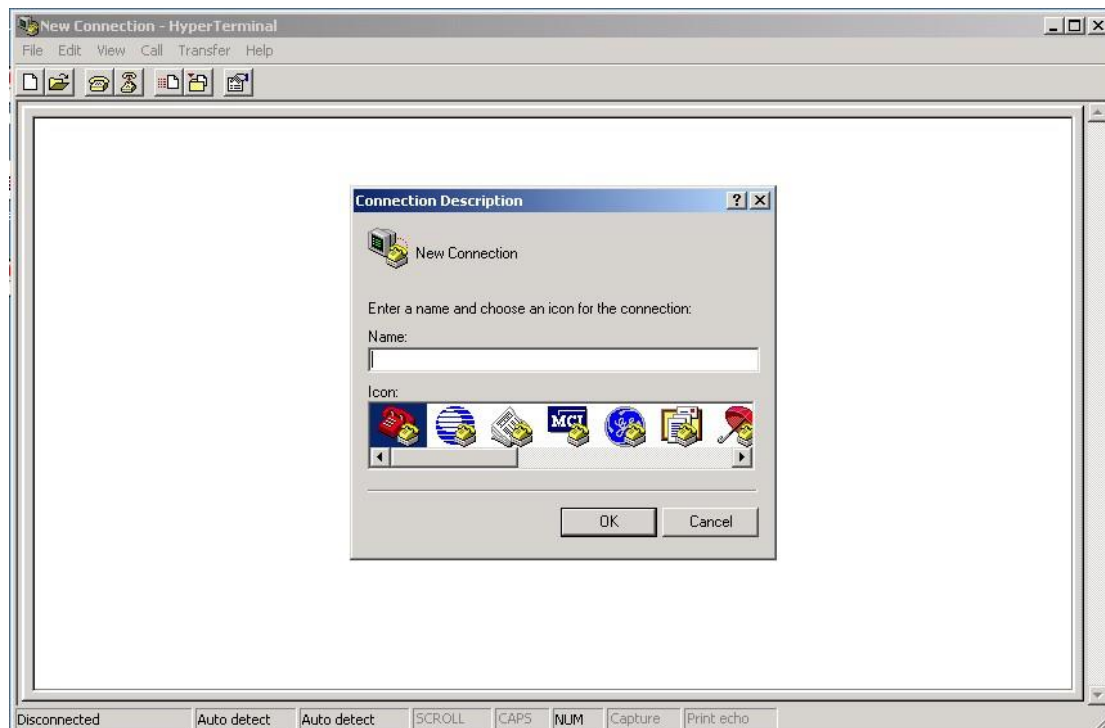 New Connection - HyperTerminal
File Edit View Call Transfer Help
Connection Description
New Connection
Enter a name and choose an icon for the connection:
Name:
Icon:
MCI
OK Cancel
Disconnected Auto detect Auto detect SCROLL CAPS NUM Capture Print echo